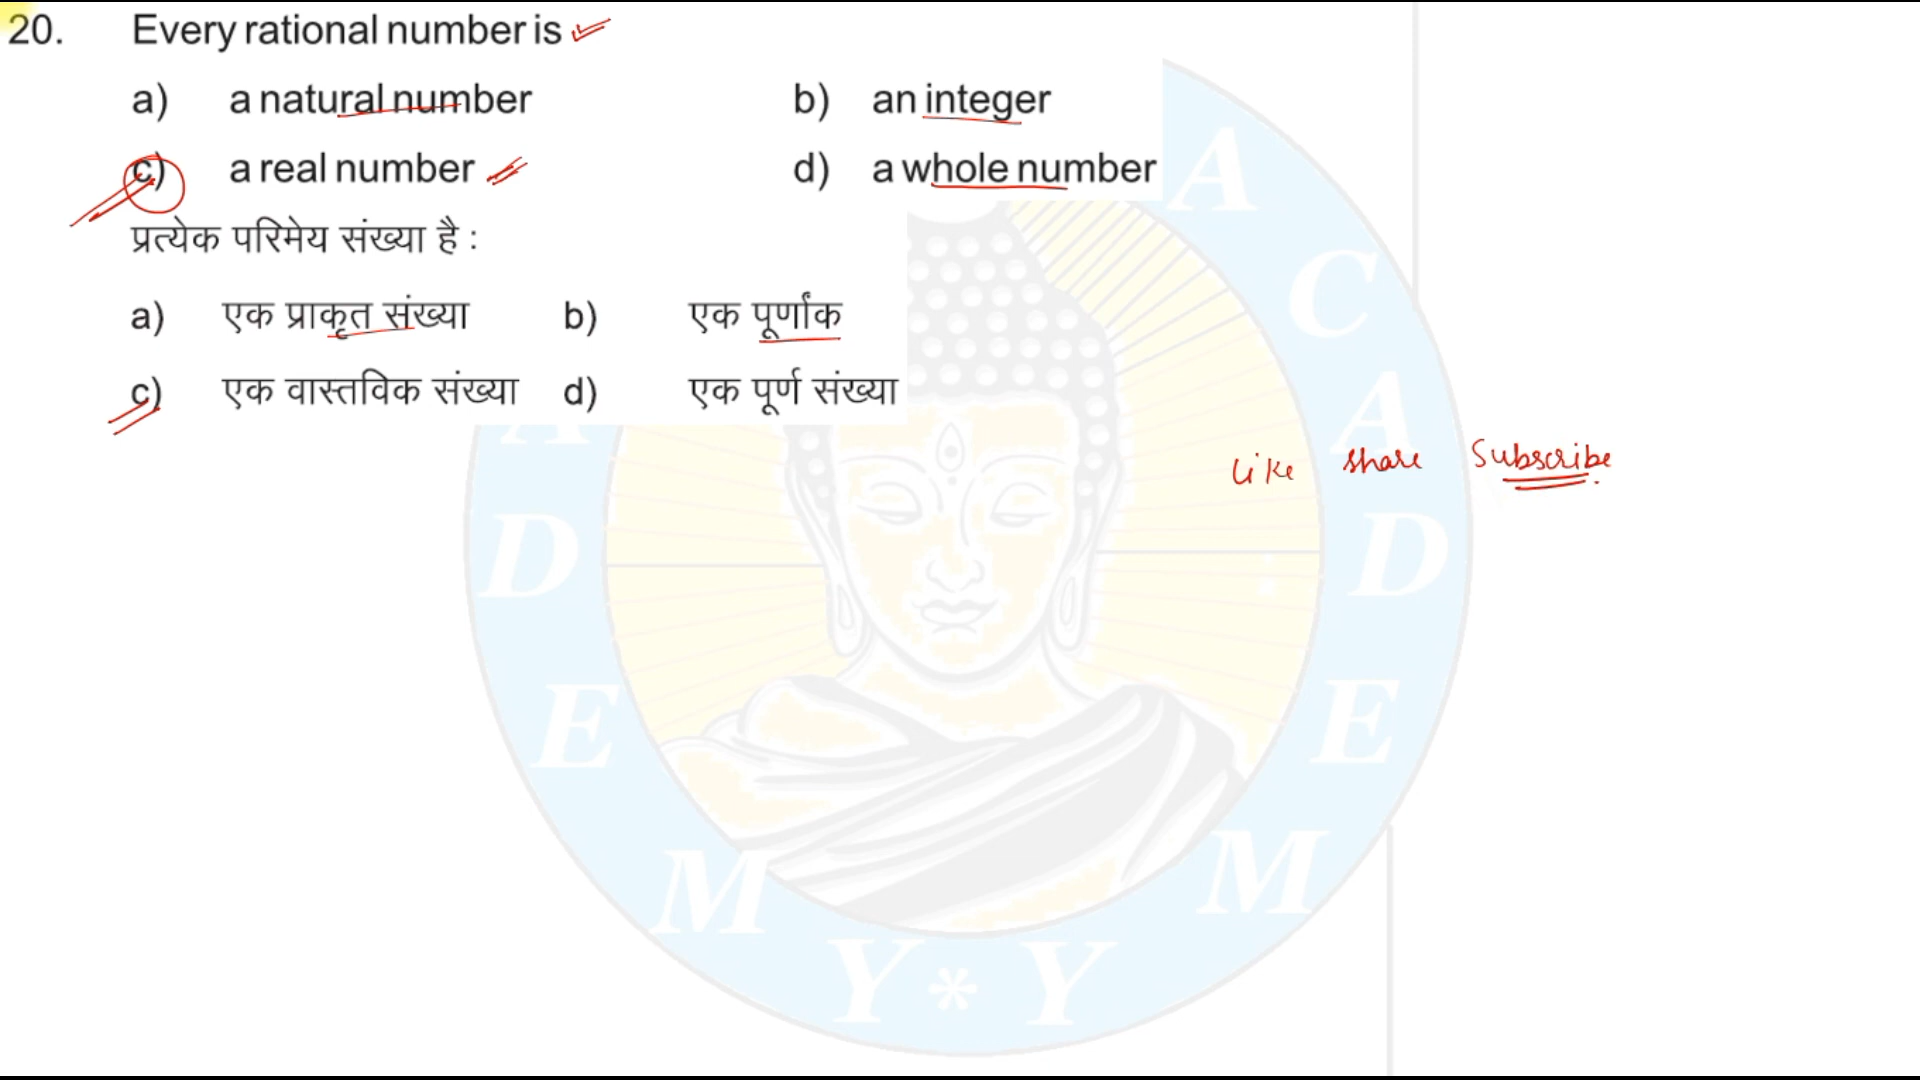 20. Every rational number is
a) a natural number b) an integer
c) a real number d) a whole number
प्रत्येक परिमेय संख्या है :
a) एक प्राकृत संख्या b) एक पूर्णांक
c) एक वास्तविक संख्या d) एक पूर्ण संख्या
Like share Subscribe
A C A D E M Y
A D E M Y * Y